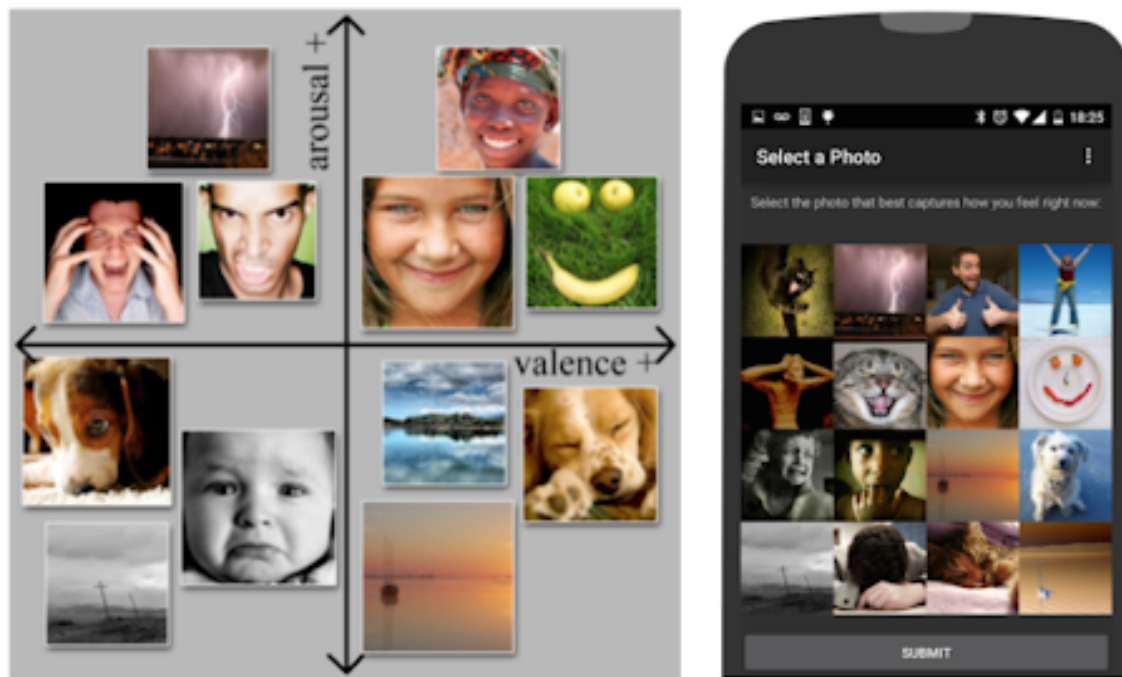 arousal +
valence +
18:25
Select a Photo
Select the photo that best captures how you feel right now:
SUBMIT